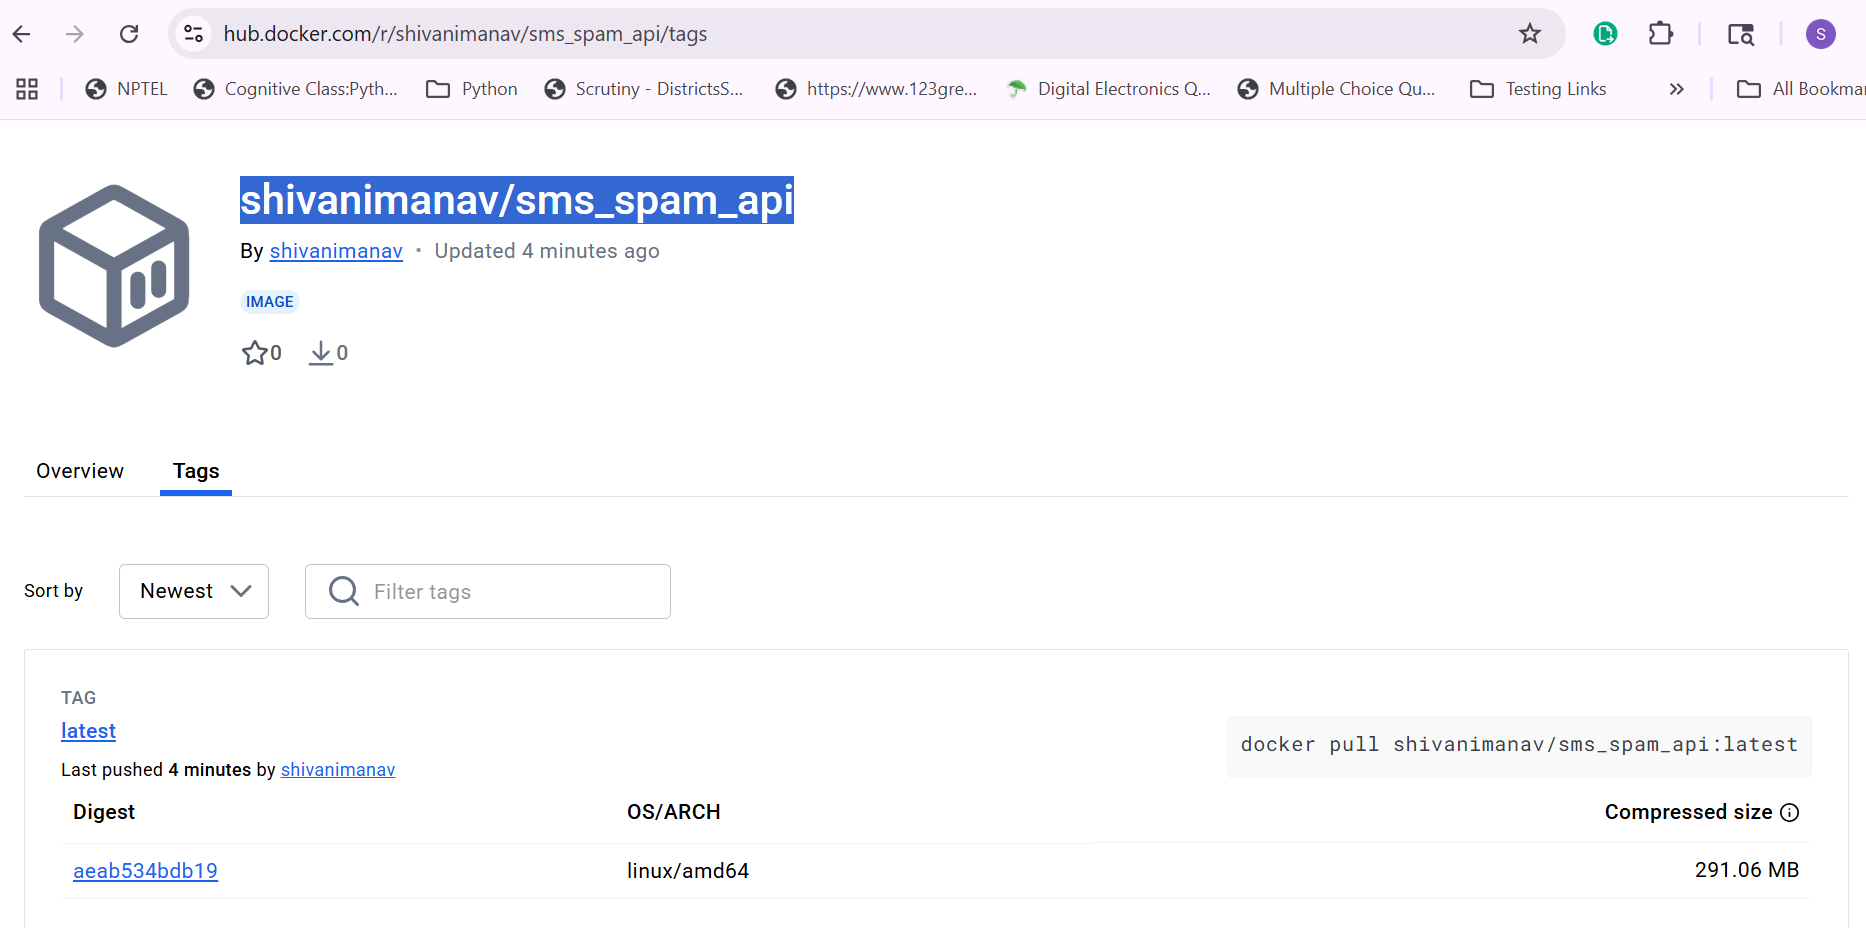 hub.docker.com/r/shivanimanav/sms_spam_api/tags
S
NPTEL Cognitive Class:Pyth... Python Scrutiny - DistrictsS... https://www.123gre... Digital Electronics Q... Multiple Choice Qu... Testing Links » All Bookmar
shivanimanav/sms_spam_api
By shivanimanav • Updated 4 minutes ago
IMAGE
0 0
Overview Tags
Sort by Newest Filter tags
TAG
latest
docker pull shivanimanav/sms_spam_api:latest
Last pushed 4 minutes by shivanimanav
Digest OS/ARCH Compressed size
aeab534bdb19 linux/amd64 291.06 MB